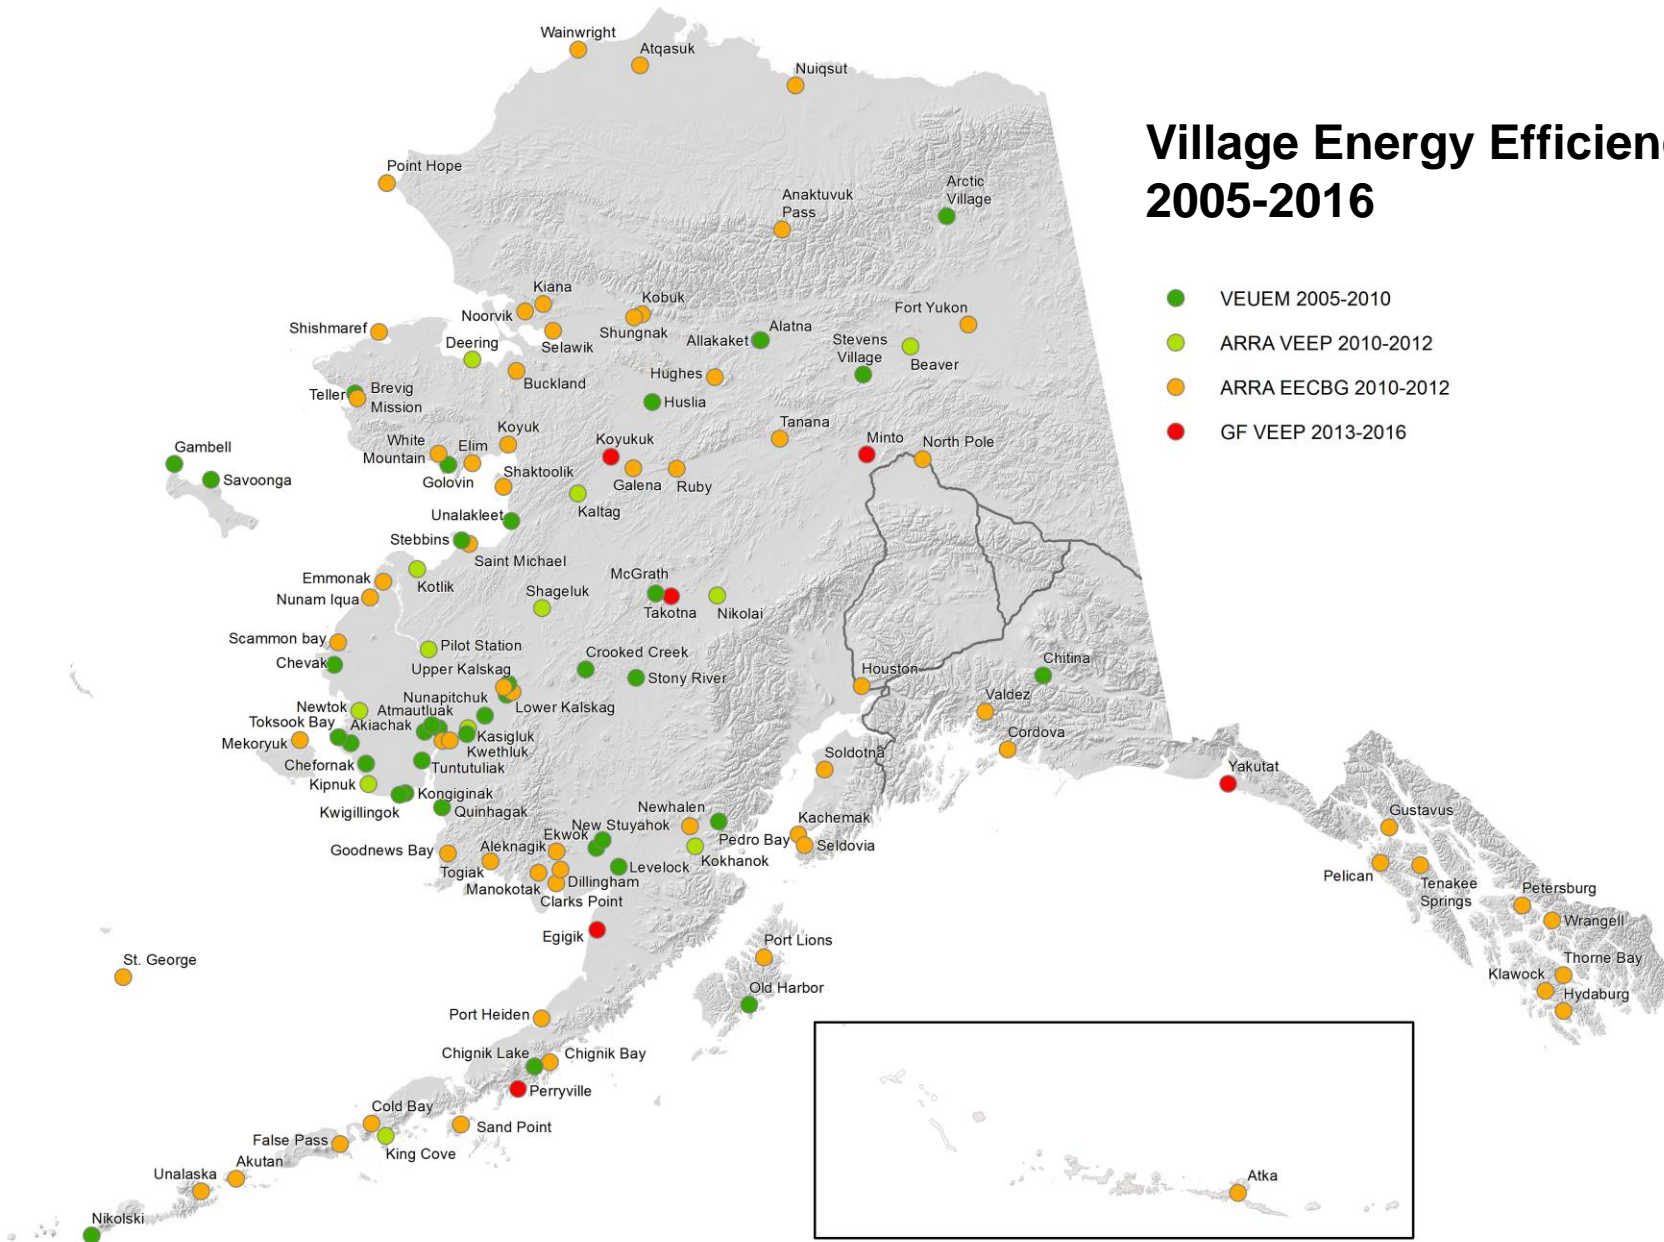 Village Energy Efficienc
2005-2016
VEUEM 2005-2010
ARRA VEEP 2010-2012
ARRA EECBG 2010-2012
GF VEEP 2013-2016
Wainwright
Atqasuk
Nuiqsut
Point Hope
Anaktuvuk
Pass
Arctic
Village
Kiana
Noorvik
Kobuk
Shungnak
Selawik
Shishmaref
Deering
Buckland
Allakaket
Alatna
Stevens
Village
Fort Yukon
Beaver
Hughes
Huslia
Teller
Brevig
Mission
Tanana
Minto
North Pole
Gambell
Savoonga
White
Mountain
Elim
Koyuk
Golovin
Shaktoolik
Koyukuk
Galena
Ruby
Kaltag
Unalakleet
Stebbins
Saint Michael
Emmonak
Kotlik
Nunam Iqua
Shageluk
McGrath
Takotna
Nikolai
Scammon bay
Chevak
Pilot Station
Upper Kalskag
Crooked Creek
Stony River
Lower Kalskag
Nunapitchuk
Newtok
Atmautluak
Toksook Bay
Akiachak
Mekoryuk
Kasigluk
Kwethluk
Chefornak
Tuntutuliak
Kipnuk
Kongiginak
Kwigillingok
Quinhagak
Houston
Chitina
Valdez
Cordova
Soldotna
Yakutat
Kachemak
Seldovia
Newhalen
Pedro Bay
Kokhanok
New Stuyahok
Ekwok
Goodnews Bay
Aleknagik
Togiak
Levelock
Manokotak
Dillingham
Clarks Point
Egigik
Gustavus
Pelican
Tenakee
Springs
Petersburg
Wrangell
Thorne Bay
Klawock
Hydaburg
St. George
Port Lions
Old Harbor
Port Heiden
Chignik Lake
Chignik Bay
Perryville
Cold Bay
Sand Point
False Pass
King Cove
Akutan
Unalaska
Nikolski
Atka